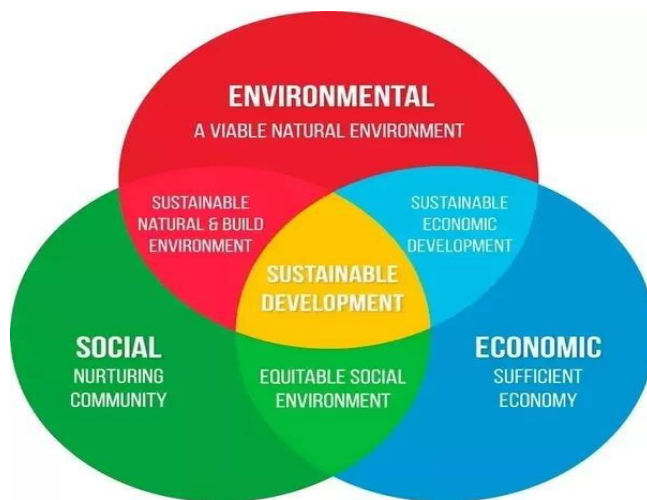 ENVIRONMENTAL
A VIABLE NATURAL ENVIRONMENT
SUSTAINABLE
NATURAL & BUILD
ENVIRONMENT
SUSTAINABLE
ECONOMIC
DEVELOPMENT
SUSTAINABLE
DEVELOPMENT
SOCIAL
NURTURING
COMMUNITY
EQUITABLE SOCIAL
ENVIRONMENT
ECONOMIC
SUFFICIENT
ECONOMY